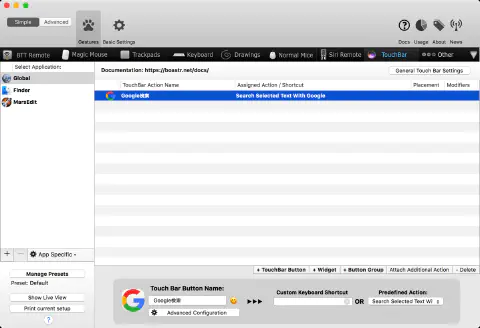 Simple Advanced
Gestures Basic Settings
Docs Usage About News
BTT Remote Magic Mouse Trackpads Keyboard Drawings Normal Mice Siri Remote TouchBar Other
Select Application:
Global
Finder
MarsEdit
Documentation: https://boastr.net/docs/
General Touch Bar Settings
TouchBar Action Name Assigned Action / Shortcut Placement Modifiers
Google検索 Search Selected Text With Google
+ − App Specific
+ TouchBar Button + Widget + Button Group Attach Additional Action - Delete
Manage Presets
Preset: Default
Show Live View
Print current setup
?
Touch Bar Button Name:
Google検索
Advanced Configuration
Custom Keyboard Shortcut
OR
Predefined Action:
Search Selected Text Wi